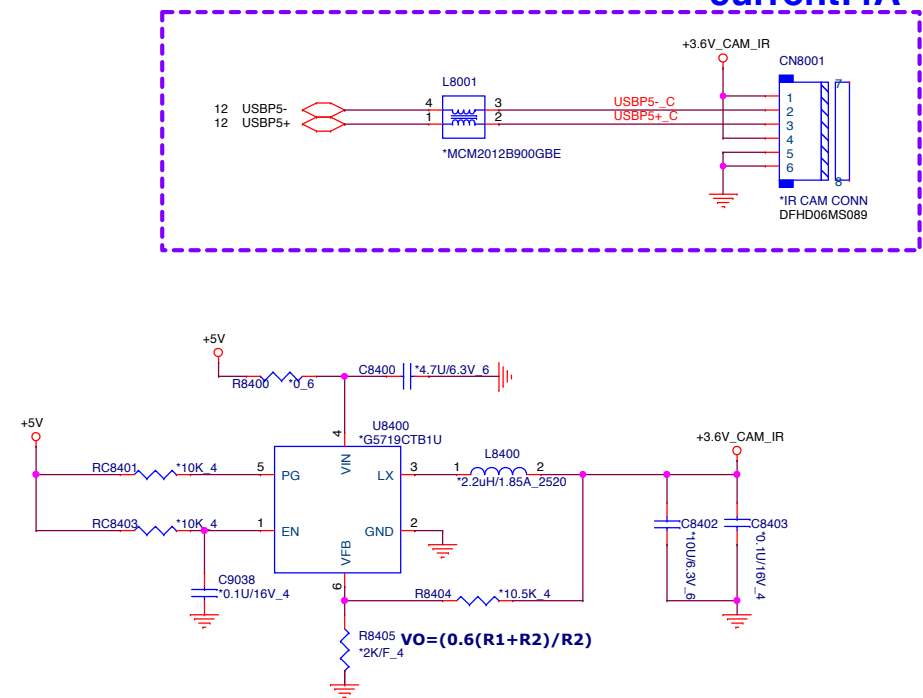 +3.6V_CAM_IR
CN8001
L8001
7
12 USBP5-
4
3
USBP5-_C
1
2
12 USBP5+
1
2
USBP5+_C
3
4
5
6
*MCM2012B900GBE
8
*IR CAM CONN
DFHD06MS089
+5V
C8400
*4.7U/6.3V_6
R8400
*0_6
U8400
*G5719CTB1U
+5V
4
+3.6V_CAM_IR
VIN
L8400
RC8401
*10K_4
5
PG
LX
3
1
2
*2.2uH/1.85A_2520
RC8403
*10K_4
1
EN
GND
2
C8402
*10U/6.3V_6
C8403
*0.1U/16V_4
VFB
C9038
*0.1U/16V_4
6
R8404
*10.5K_4
R8405
*2K/F_4
VO=(0.6(R1+R2)/R2)